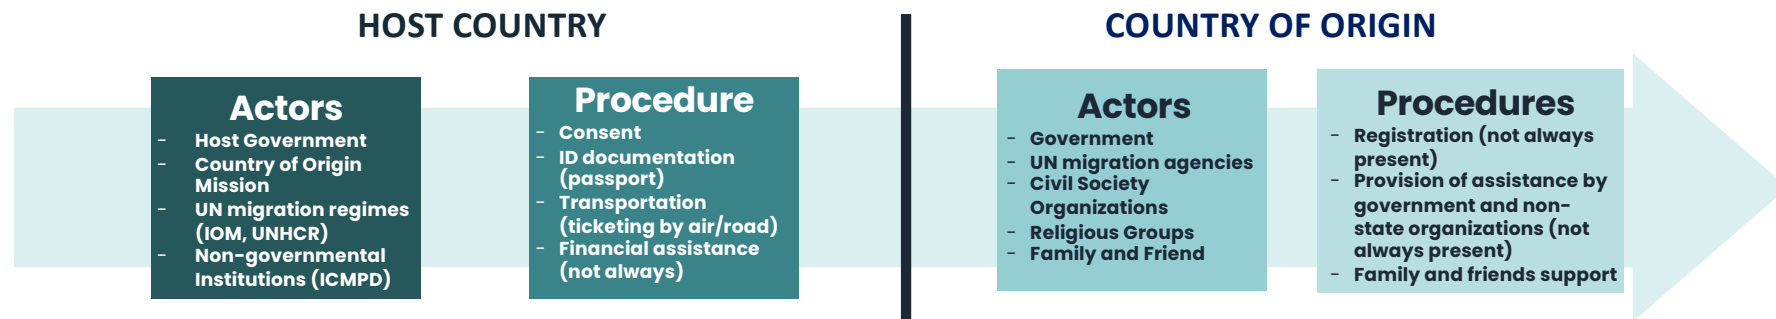 HOST COUNTRY
Actors
- Host Government
- Country of Origin
Mission
- UN migration regimes
(IOM, UNHCR)
- Non-governmental
Institutions (ICMPD)
Procedure
- Consent
- ID documentation
(passport)
- Transportation
(ticketing by air/road)
- Financial assistance
(not always)
COUNTRY OF ORIGIN
Actors
- Government
- UN migration agencies
- Civil Society
Organizations
- Religious Groups
- Family and Friend
Procedures
- Registration (not always
present)
- Provision of assistance by
government and non-
state organizations (not
always present)
- Family and friends support